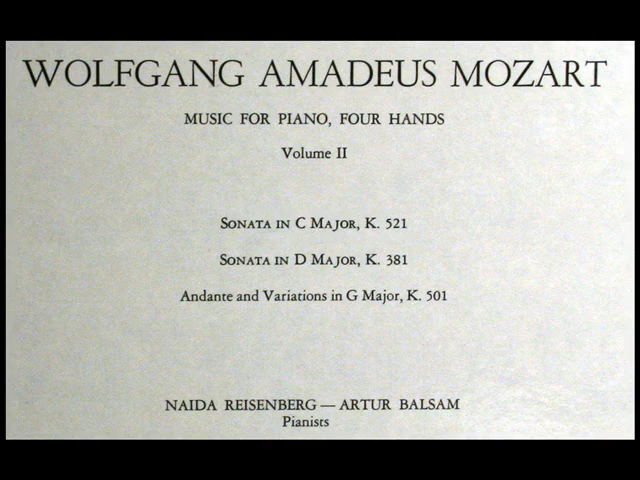 WOLFGANG AMADEUS MOZART
MUSIC FOR PIANO, FOUR HANDS
Volume II
SONATA IN C MAJOR, K. 521
SONATA IN D MAJOR, K. 381
Andante and Variations in G Major, K. 501
NAIDA REISENBERG — ARTUR BALSAM
Pianists